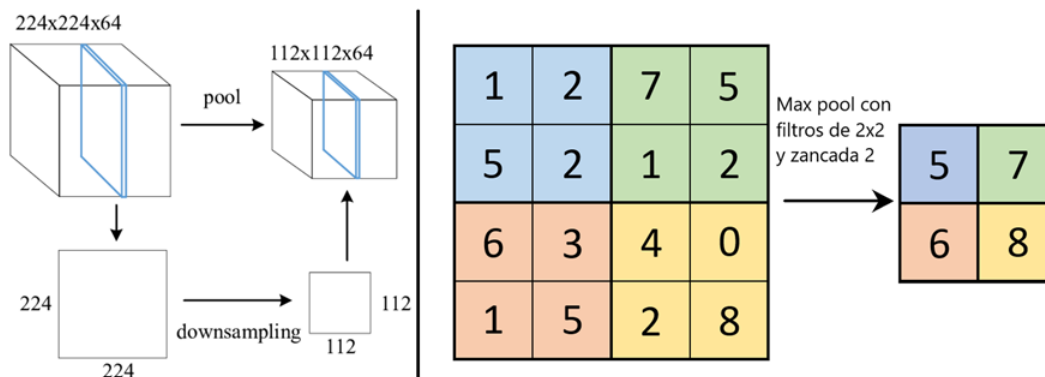 224x224x64
112x112x64
pool
224
224
downsampling
112
112
1 2 7 5
5 2 1 2
6 3 4 0
1 5 2 8
Max pool con
filtros de 2x2
y zancada 2
5 7
6 8